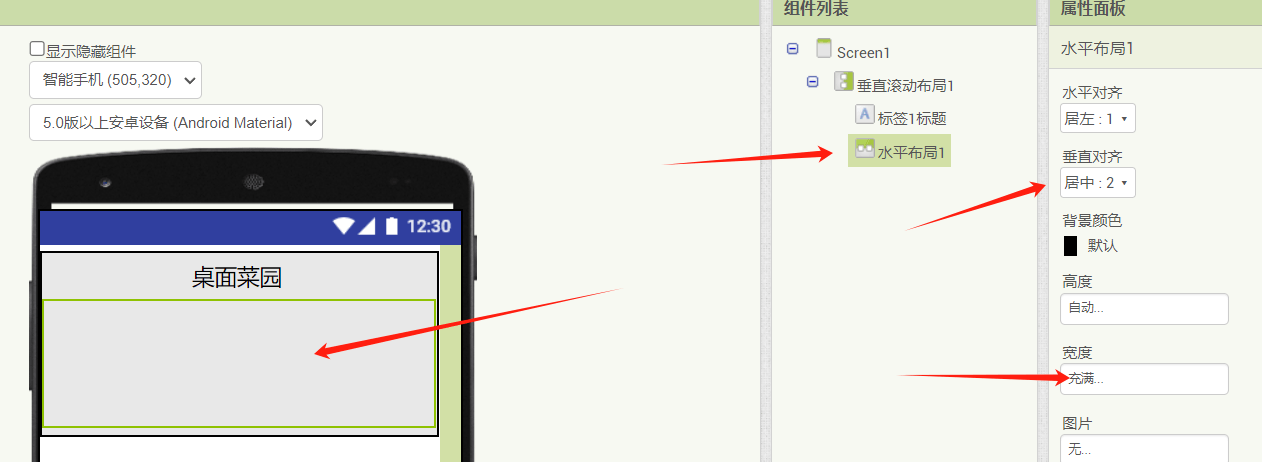 组件列表
属性面板
显示隐藏组件
智能手机 (505,320)
5.0版以上安卓设备 (Android Material)
12:30
桌面菜园
Screen1
垂直滚动布局1
标签1标题
水平布局1
水平布局1
水平对齐
居左 : 1
垂直对齐
居中 : 2
背景颜色
默认
高度
自动...
宽度
充满...
图片
无...